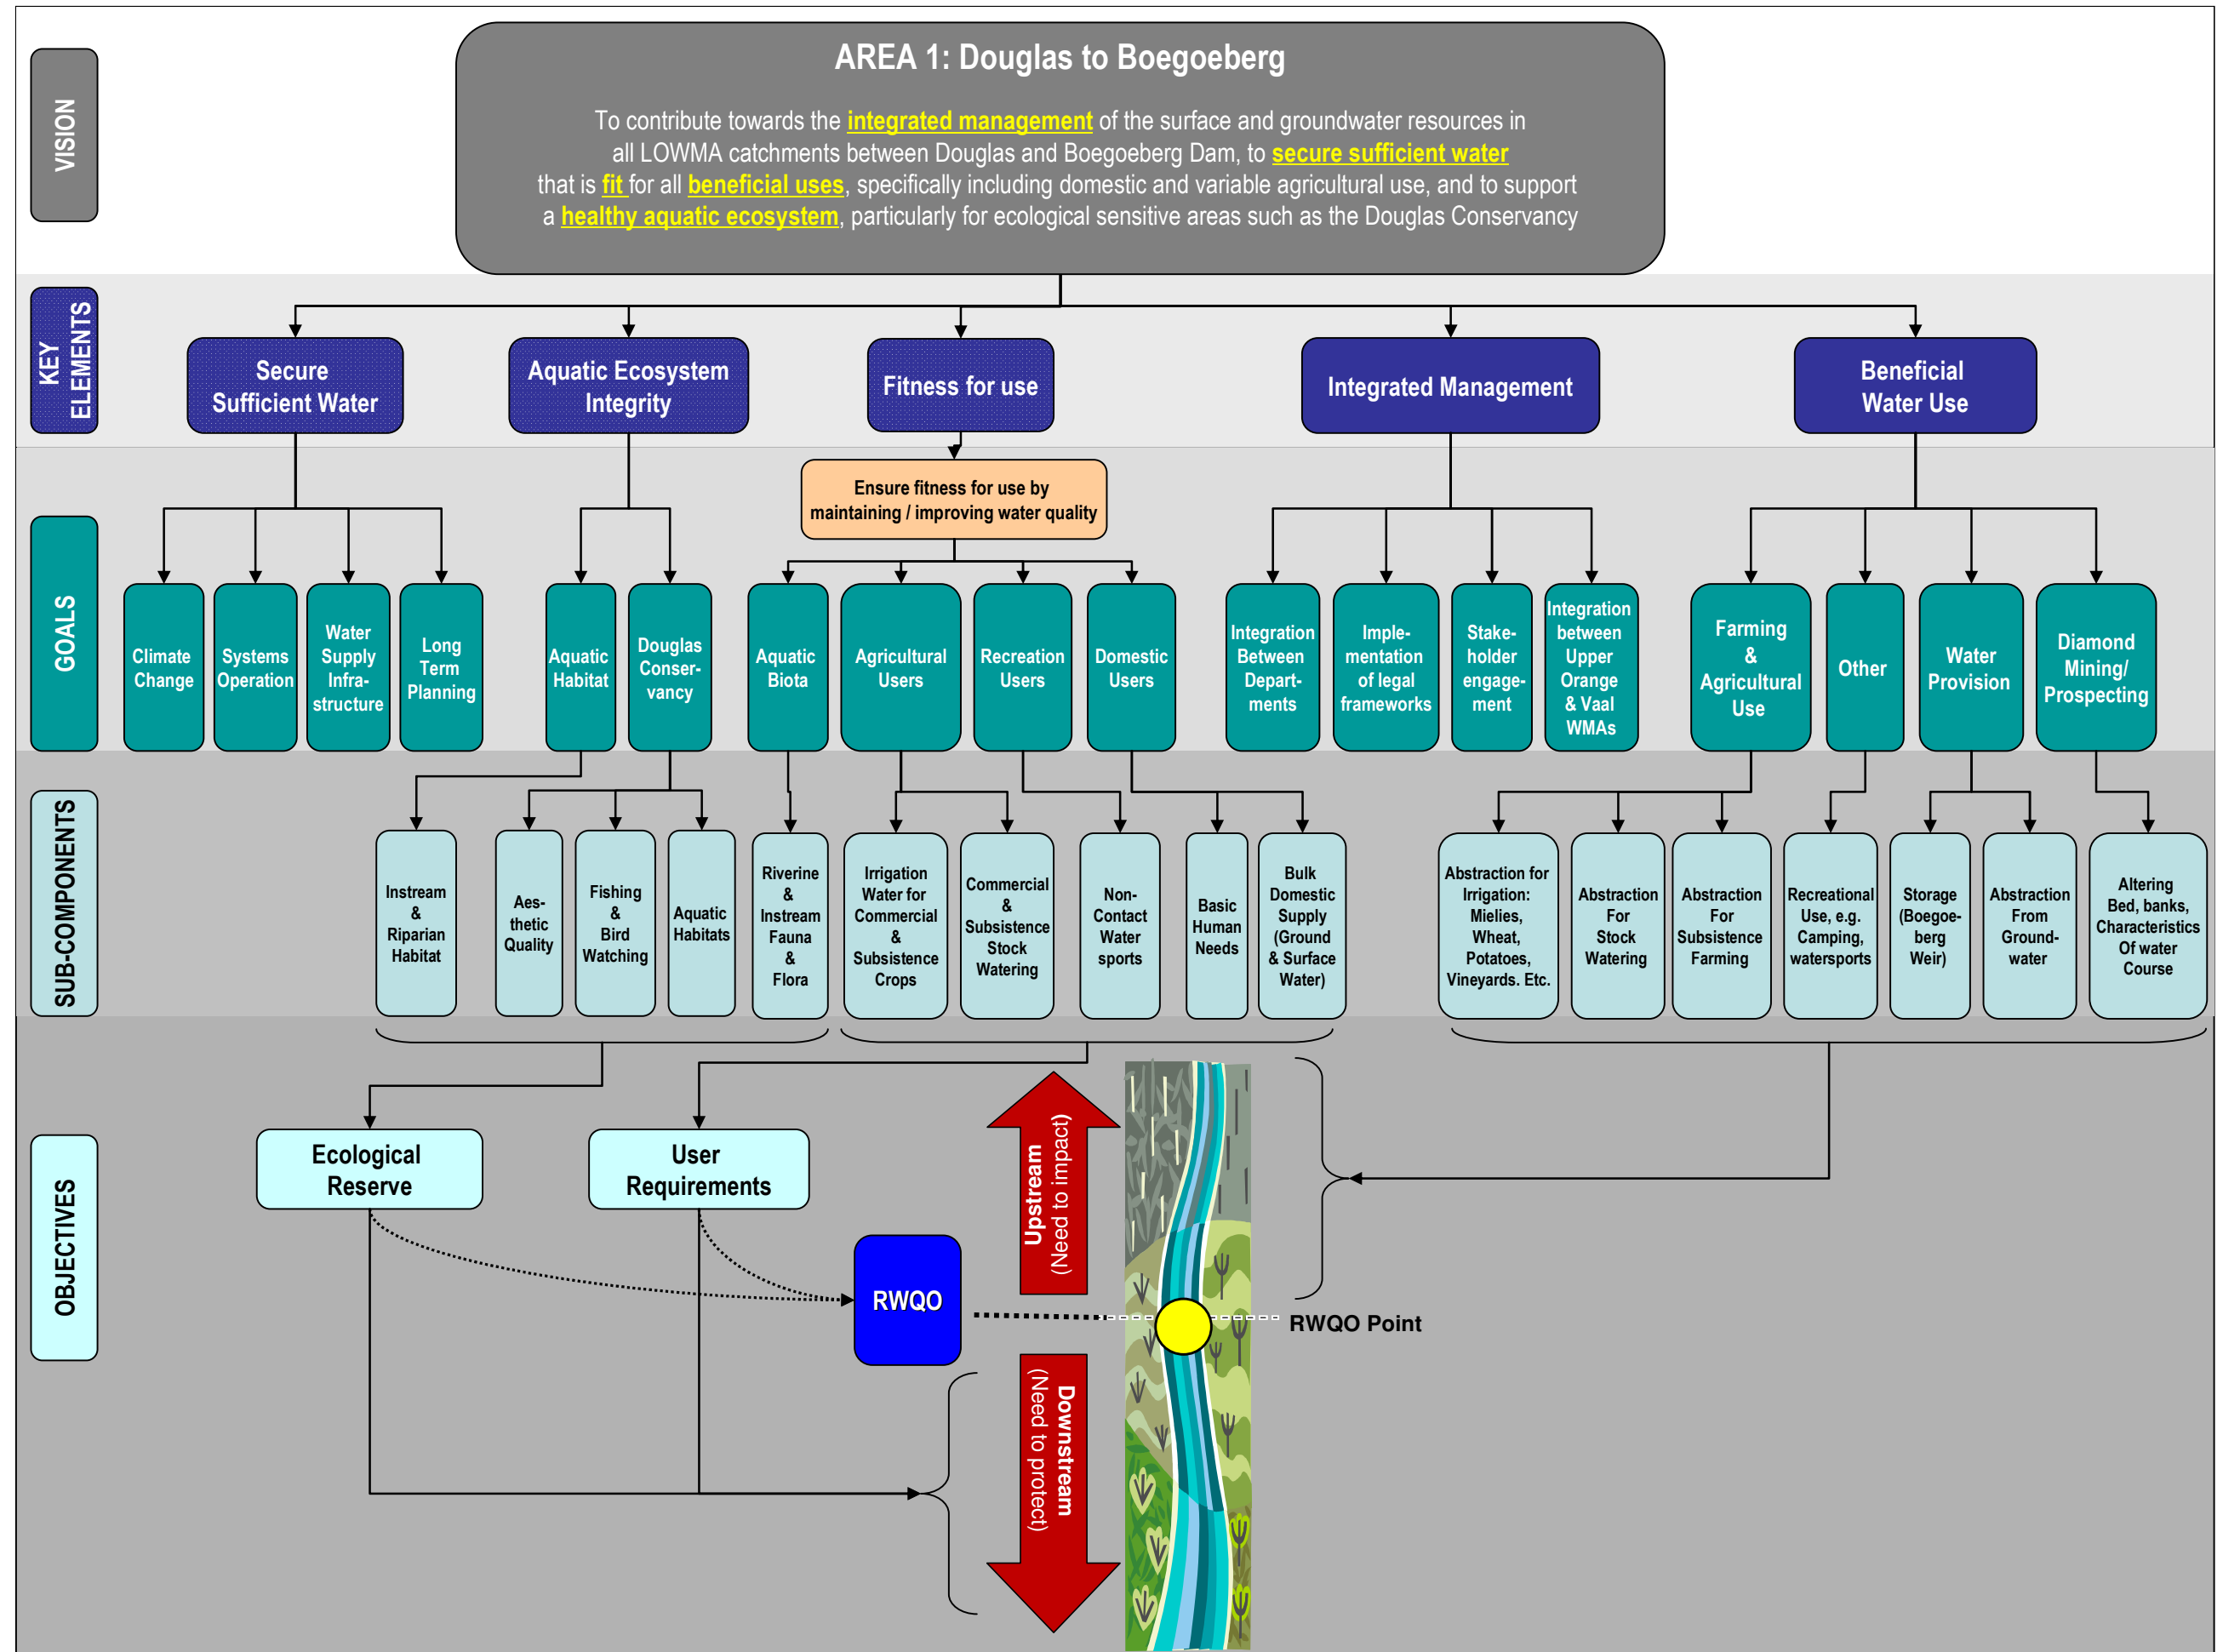 VISION
AREA 1: Douglas to Boegoeberg
To contribute towards the integrated management of the surface and groundwater resources in
all LOWMA catchments between Douglas and Boegoeberg Dam, to secure sufficient water
that is fit for all beneficial uses, specifically including domestic and variable agricultural use, and to support
a healthy aquatic ecosystem, particularly for ecological sensitive areas such as the Douglas Conservancy
KEY
ELEMENTS
Secure
Sufficient Water
Aquatic Ecosystem
Integrity
Fitness for use
Integrated Management
Beneficial
Water Use
Ensure fitness for use by
maintaining / improving water quality
GOALS
Climate
Change
Systems
Operation
Water
Supply
Infra-
structure
Long
Term
Planning
Aquatic
Habitat
Douglas
Conser-
vancy
Aquatic
Biota
Agricultural
Users
Recreation
Users
Domestic
Users
Integration
Between
Depart-
ments
Imple-
mentation
of legal
frameworks
Stake-
holder
engage-
ment
Integration
between
Upper
Orange
& Vaal
WMAs
Farming
&
Agricultural
Use
Other
Water
Provision
Diamond
Mining/
Prospecting
SUB-COMPONENTS
Instream
&
Riparian
Habitat
Aes-
thetic
Quality
Fishing
&
Bird
Watching
Aquatic
Habitats
Riverine
&
Instream
Fauna
&
Flora
Irrigation
Water for
Commercial
&
Subsistence
Crops
Commercial
&
Subsistence
Stock
Watering
Non-
Contact
Water
sports
Basic
Human
Needs
Bulk
Domestic
Supply
(Ground
& Surface
Water)
Abstraction for
Irrigation:
Mielies,
Wheat,
Potatoes,
Vineyards. Etc.
Abstraction
For
Stock
Watering
Abstraction
For
Subsistence
Farming
Recreational
Use, e.g.
Camping,
watersports
Storage
(Boegoe-
berg
Weir)
Abstraction
From
Ground-
water
Altering
Bed, banks,
Characteristics
Of water
Course
OBJECTIVES
Ecological
Reserve
User
Requirements
RWQO
Upstream
(Need to impact)
RWQO Point
Downstream
(Need to protect)